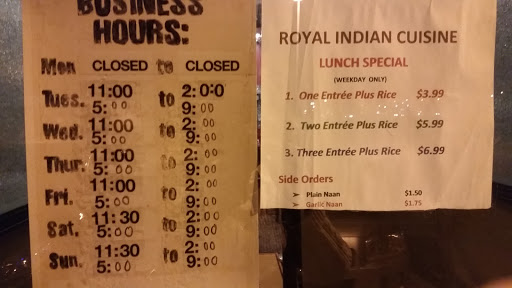 BUSINESS
HOURS:
Mon CLOSED to CLOSED
Tues. 11:00 to 2:00
5:00 9:00
Wed. 11:00 to 2:00
5:00 9:00
Thur. 11:00 to 2:00
5:00 9:00
Fri. 11:00 to 2:00
5:00 9:00
Sat. 11:30 to 2:00
5:00 9:00
Sun. 11:30 to 2:00
5:00 9:00
ROYAL INDIAN CUISINE
LUNCH SPECIAL
(WEEKDAY ONLY)
1. One Entrée Plus Rice $3.99
2. Two Entrée Plus Rice $5.99
3. Three Entrée Plus Rice $6.99
Side Orders
➢ Plain Naan $1.50
➢ Garlic Naan $1.75